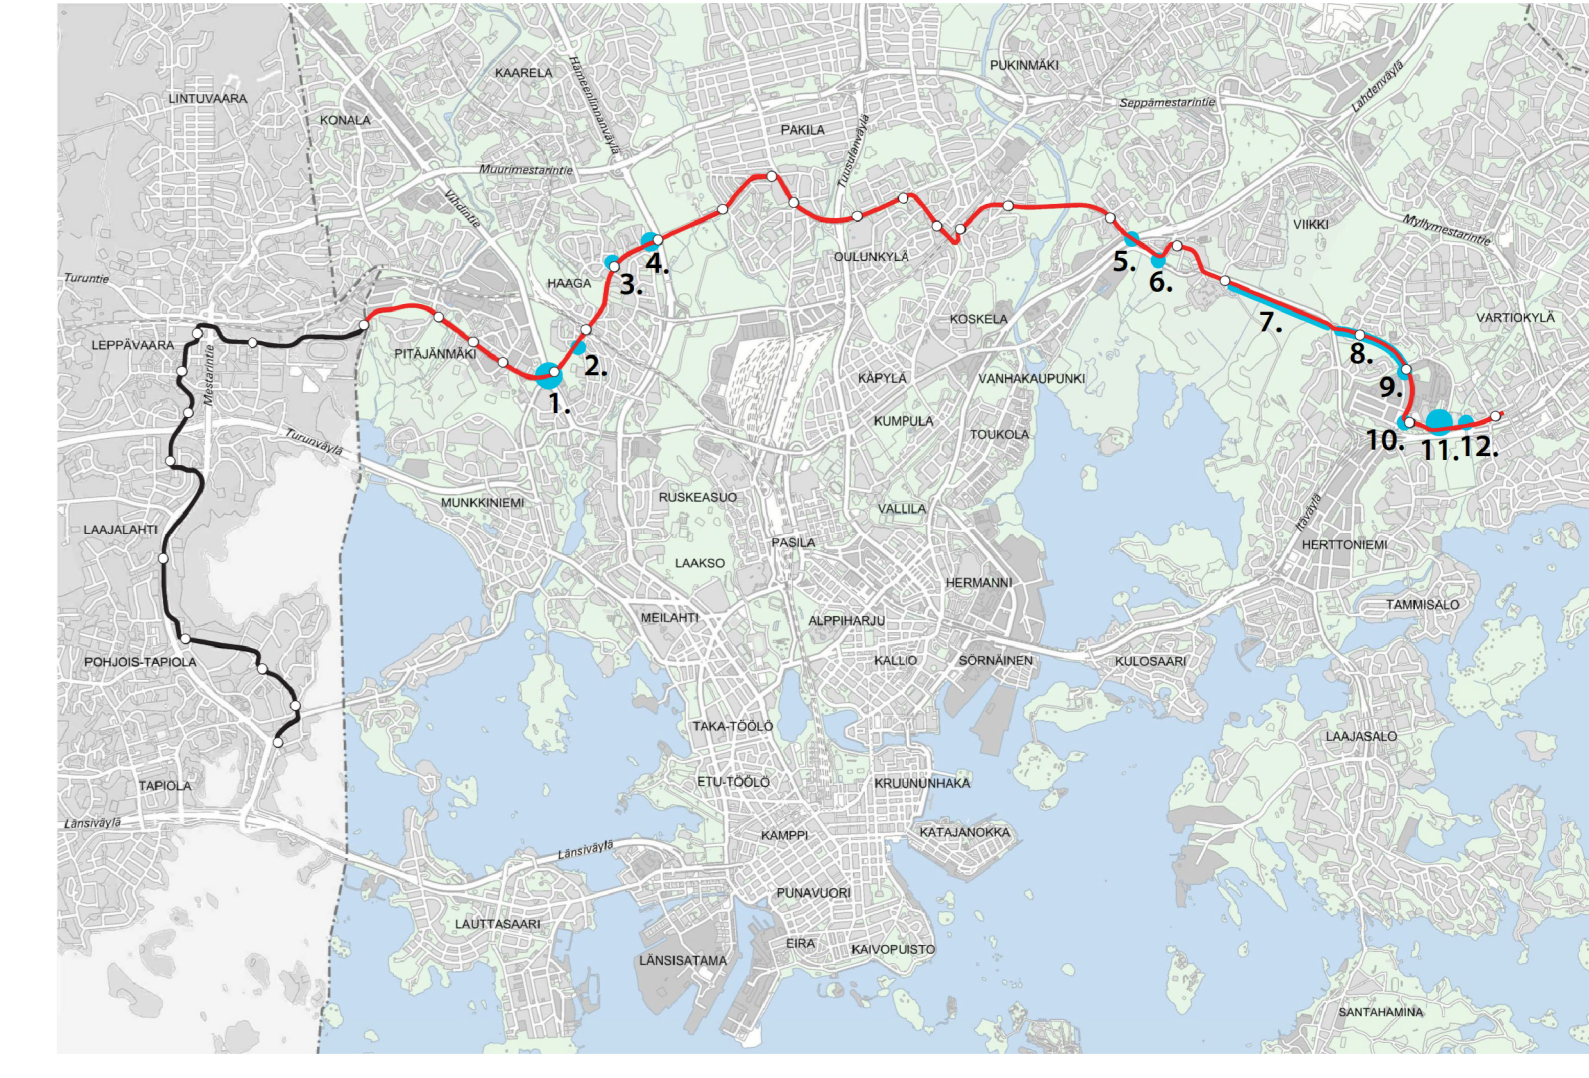 PUKINMÄKI
KAARELA
Hämeenlinnanväylä
LINTUVAARA
Lahdenväylä
Seppämestarintie
KONALA
PAKILA
Tuusulanväylä
Muurimestarintie
Vihdintie
VIIKKI
Myllymestarintie
4.
OULUNKYLÄ
5.
Turuntie
HAAGA
3.
6.
KOSKELA
7.
VARTIOKYLÄ
LEPPÄVAARA
PITÄJÄNMÄKI
2.
8.
Mestarintie
KÄPYLÄ
VANHAKAUPUNKI
9.
1.
KUMPULA
TOUKOLA
10.
11.
12.
Turunväylä
MUNKKINIEMI
RUSKEASUO
VALLILA
Itäväylä
LAAJALAHTI
PASILA
HERTTONIEMI
LAAKSO
HERMANNI
TAMMISALO
MEILAHTI
ALPPIHARJU
POHJOIS-TAPIOLA
KALLIO
SÖRNÄINEN
KULOSAARI
TAKA-TÖÖLÖ
LAAJASALO
TAPIOLA
ETU-TÖÖLÖ
KRUUNUNHAKA
Länsiväylä
KAMPPI
KATAJANOKKA
Länsiväylä
PUNAVUORI
LAUTTASAARI
EIRA
KAIVOPUISTO
LÄNSISATAMA
SANTAHAMINA